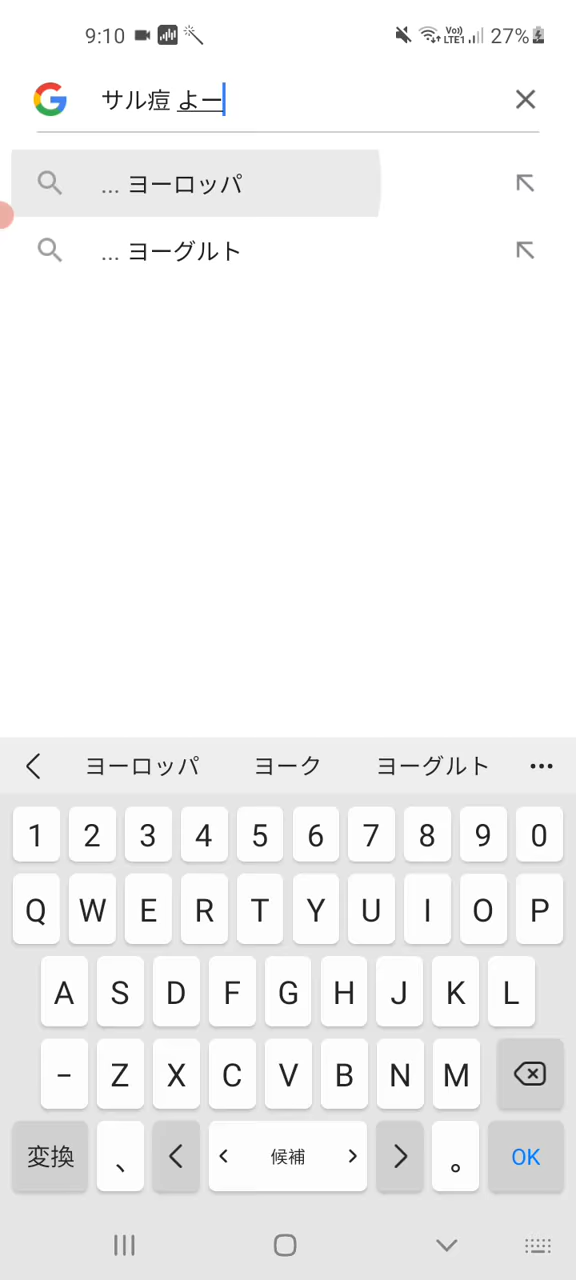 9:10 Vo)) LTE1 27%
サル痘 よー
... ヨーロッパ
... ヨーグルト
ヨーロッパ ヨーク ヨーグルト ...
1 2 3 4 5 6 7 8 9 0
Q W E R T Y U I O P
A S D F G H J K L
− Z X C V B N M
変換 、 < < 候補 > > 。 OK